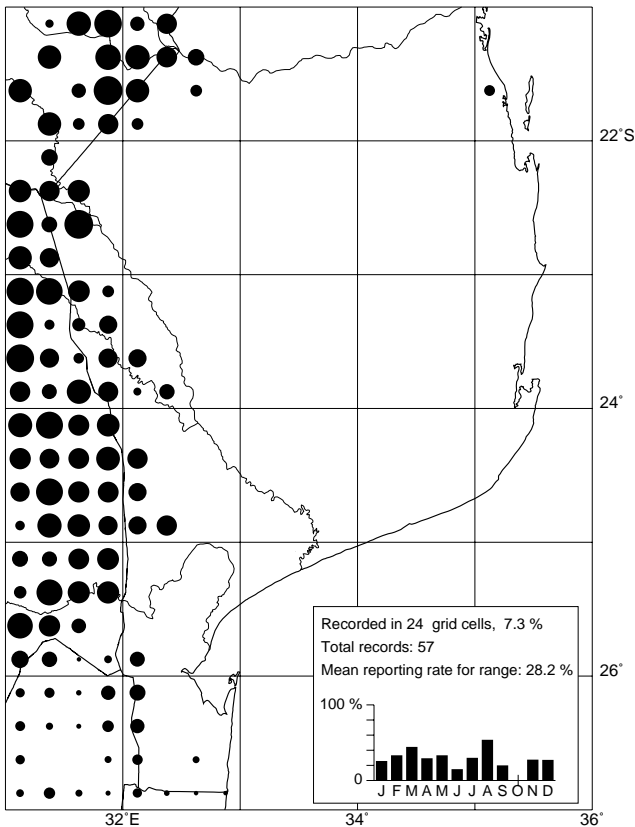 22°S
24°
Recorded in 24 grid cells, 7.3 %
Total records: 57
Mean reporting rate for range: 28.2 %
26°
100 %
0
J F M A M J J A S O N D
32°E
34°
36°